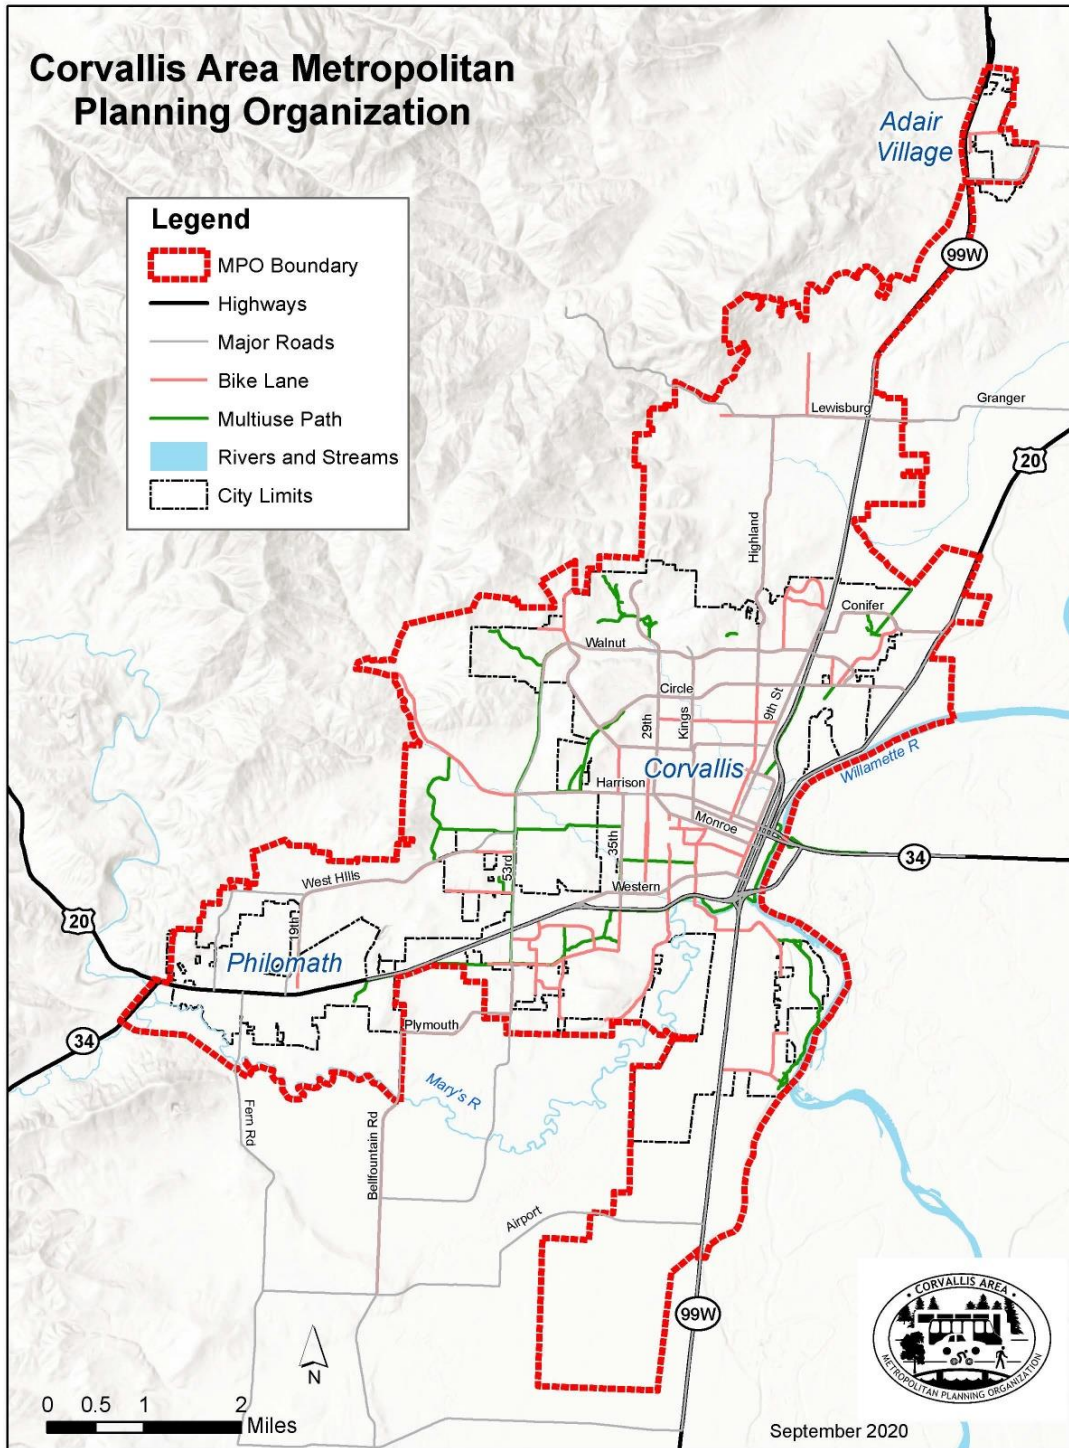 Corvallis Area Metropolitan
Planning Organization
Adair
Village
Legend
MPO Boundary
Highways
Major Roads
Bike Lane
Multiuse Path
Rivers and Streams
City Limits
99W
Lewisburg
Granger
20
Highland
Conifer
Walnut
Circle
29th
Kings
9th St
Corvallis
Willamette R
Harrison
Monroe
35th
53rd
34
West Hills
Western
19th
20
Philomath
34
Plymouth
Mary's R
Fern Rd
Bellfountain Rd
Airport
99W
N
0 0.5 1 2
Miles
CORVALLIS AREA
METROPOLITAN PLANNING ORGANIZATION
September 2020